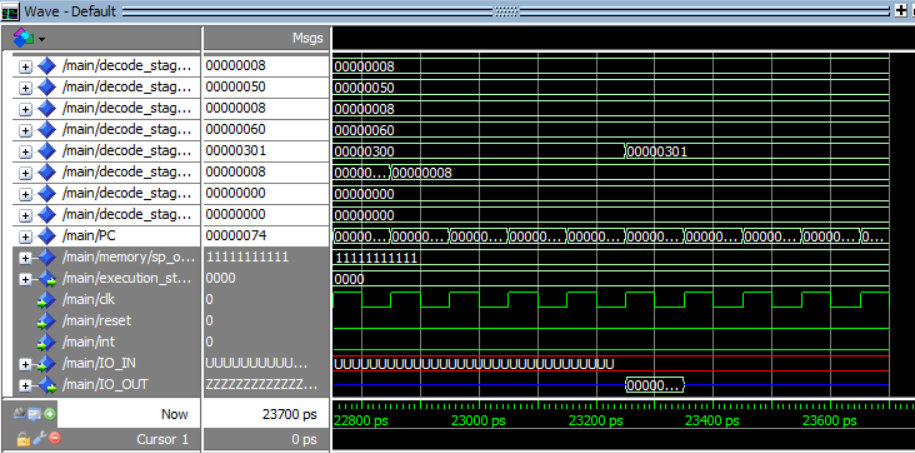 Wave - Default
Msgs
/main/decode_stag... 00000008 00000008
/main/decode_stag... 00000050 00000050
/main/decode_stag... 00000008 00000008
/main/decode_stag... 00000060 00000060
/main/decode_stag... 00000301 00000300 00000301
/main/decode_stag... 00000008 00000... 00000008
/main/decode_stag... 00000000 00000000
/main/decode_stag... 00000000 00000000
/main/PC 00000074 00000... 00000... 00000... 00000... 00000... 00000... 00000... 00000... 00000... 0...
/main/memory/sp_o... 11111111111 11111111111
/main/execution_st... 0000 0000
/main/clk 0
/main/reset 0
/main/int 0
/main/IO_IN UUUUUUUUUU... UUUUUUUUUUUUUUUUUUUUUUUUUUUUUUUU
/main/IO_OUT ZZZZZZZZZZZZZ... 00000...
Now 23700 ps 22800 ps 23000 ps 23200 ps 23400 ps 23600 ps
Cursor 1 0 ps